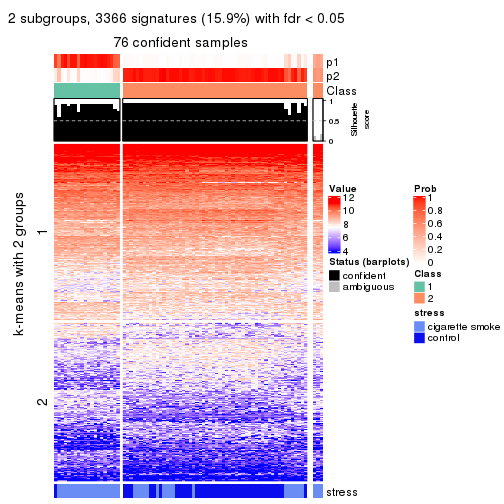 2 subgroups, 3366 signatures (15.9%) with fdr < 0.05
76 confident samples
p1
p2
Class
1
0.5
0
Silhouette
score
k-means with 2 groups
1
2
stress
Value
12
10
8
6
4
Status (barplots)
confident
ambiguous
Prob
1
0.8
0.6
0.4
0.2
0
Class
1
2
stress
cigarette smoke
control